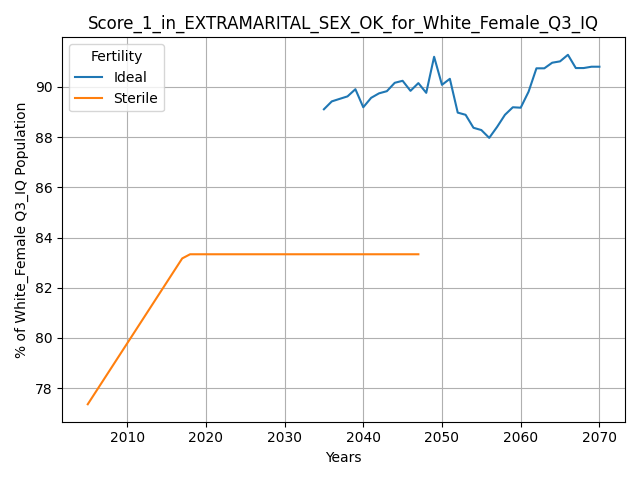 Score_1_in_EXTRAMARITAL_SEX_OK_for_White_Female_Q3_IQ
Fertility
Ideal
Sterile
% of White_Female Q3_IQ Population
90
88
86
84
82
80
78
2010 2020 2030 2040 2050 2060 2070
Years